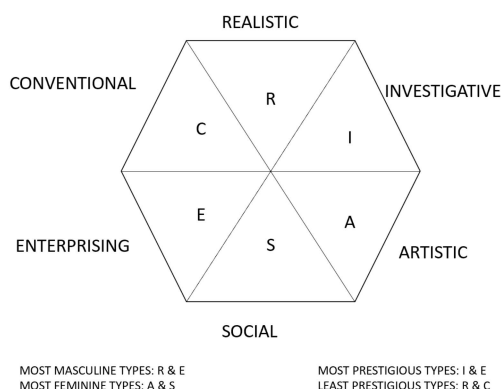 REALISTIC
CONVENTIONAL
INVESTIGATIVE
R
C
I
E
A
S
ENTERPRISING
ARTISTIC
SOCIAL
MOST MASCULINE TYPES: R & E
MOST FEMININE TYPES: A & S
MOST PRESTIGIOUS TYPES: I & E
LEAST PRESTIGIOUS TYPES: R & C